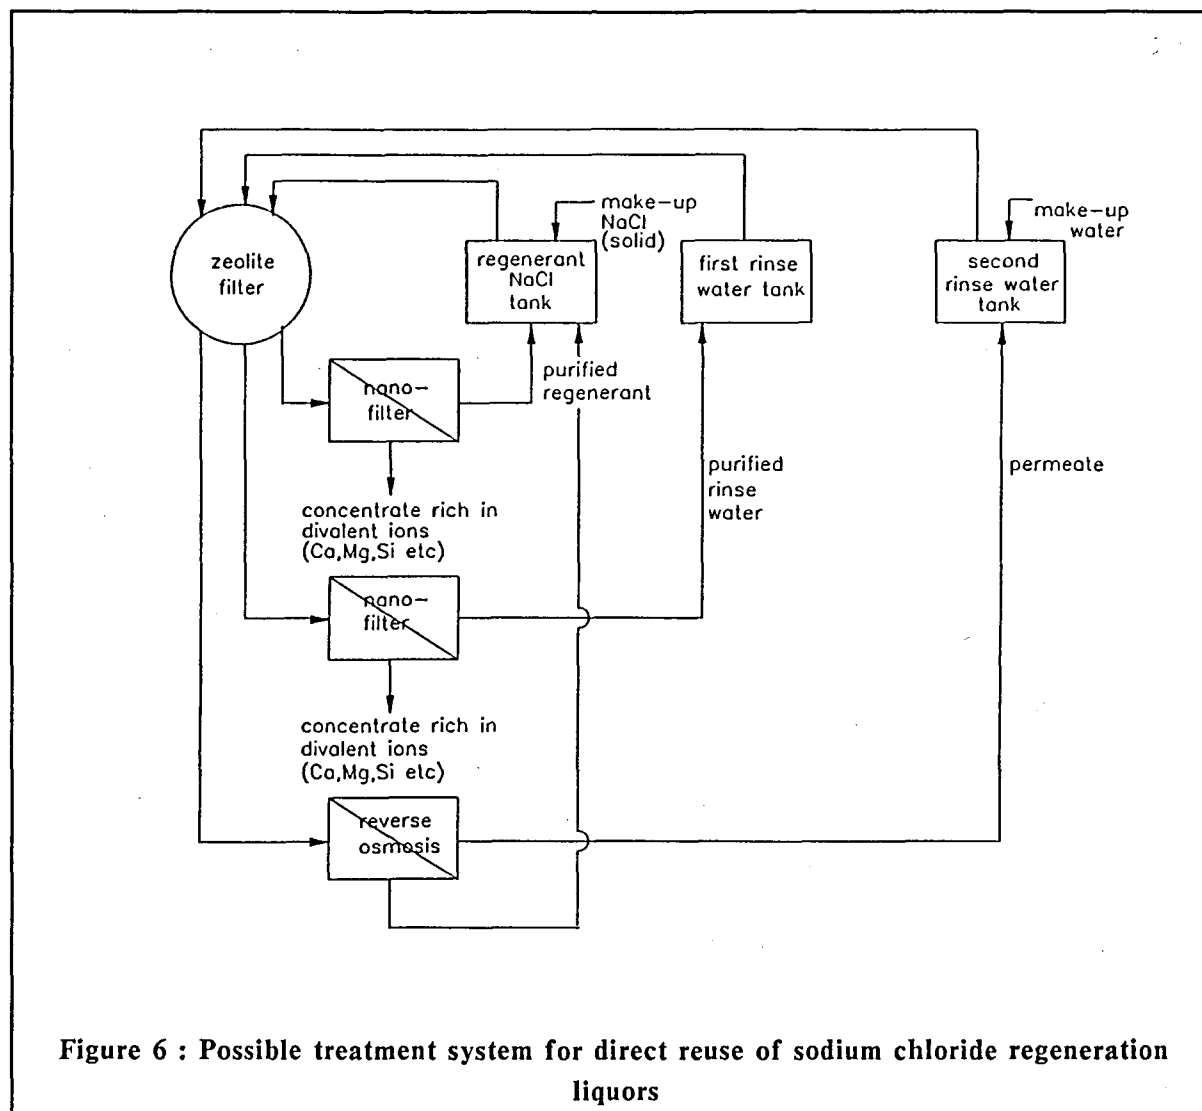 make-up
NaCl
(solid)
make-up
water
zeolite
filter
regenerant
NaCl
tank
first rinse
water tank
second
rinse water
tank
nano-
filter
purified
regenerant
concentrate rich in
divalent ions
(Ca,Mg,Si etc)
purified
rinse
water
permeate
nano-
filter
concentrate rich in
divalent ions
(Ca,Mg,Si etc)
reverse
osmosis
Figure 6 : Possible treatment system for direct reuse of sodium chloride regeneration
liquors